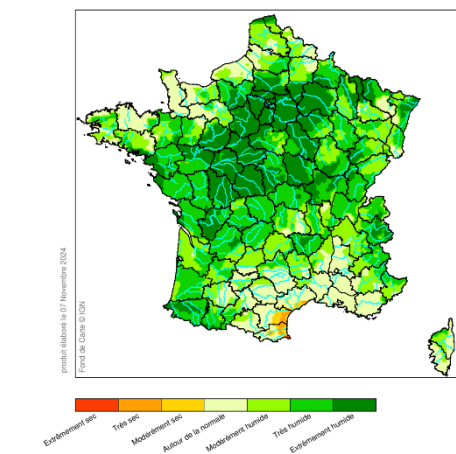 produit élaboré le 07 Novembre 2024
Fond de Carte © IGN
Extrêmement sec
Très sec
Modérément sec
Autour de la normale
Modérément humide
Très humide
Extrêmement humide